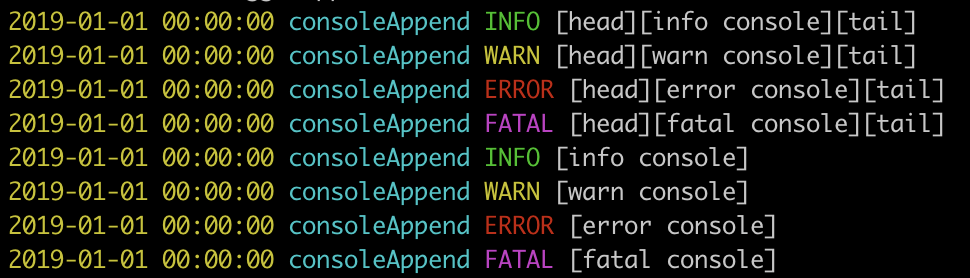 2019-01-01 00:00:00 consoleAppend INFO [head][info console][tail]
2019-01-01 00:00:00 consoleAppend WARN [head][warn console][tail]
2019-01-01 00:00:00 consoleAppend ERROR [head][error console][tail]
2019-01-01 00:00:00 consoleAppend FATAL [head][fatal console][tail]
2019-01-01 00:00:00 consoleAppend INFO [info console]
2019-01-01 00:00:00 consoleAppend WARN [warn console]
2019-01-01 00:00:00 consoleAppend ERROR [error console]
2019-01-01 00:00:00 consoleAppend FATAL [fatal console]